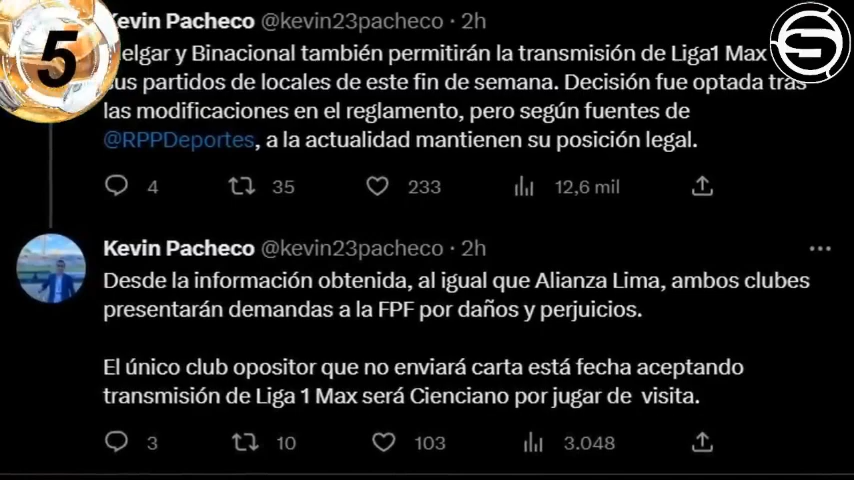 5
Kevin Pacheco @kevin23pacheco · 2h
elgar y Binacional también permitirán la transmisión de Liga1 Max
sus partidos de locales de este fin de semana. Decisión fue optada tras
las modificaciones en el reglamento, pero según fuentes de
@RPPDeportes, a la actualidad mantienen su posición legal.
4 35 233 12,6 mil
Kevin Pacheco @kevin23pacheco · 2h
Desde la información obtenida, al igual que Alianza Lima, ambos clubes
presentarán demandas a la FPF por daños y perjuicios.
El único club opositor que no enviará carta está fecha aceptando
transmisión de Liga 1 Max será Cienciano por jugar de visita.
3 10 103 3.048